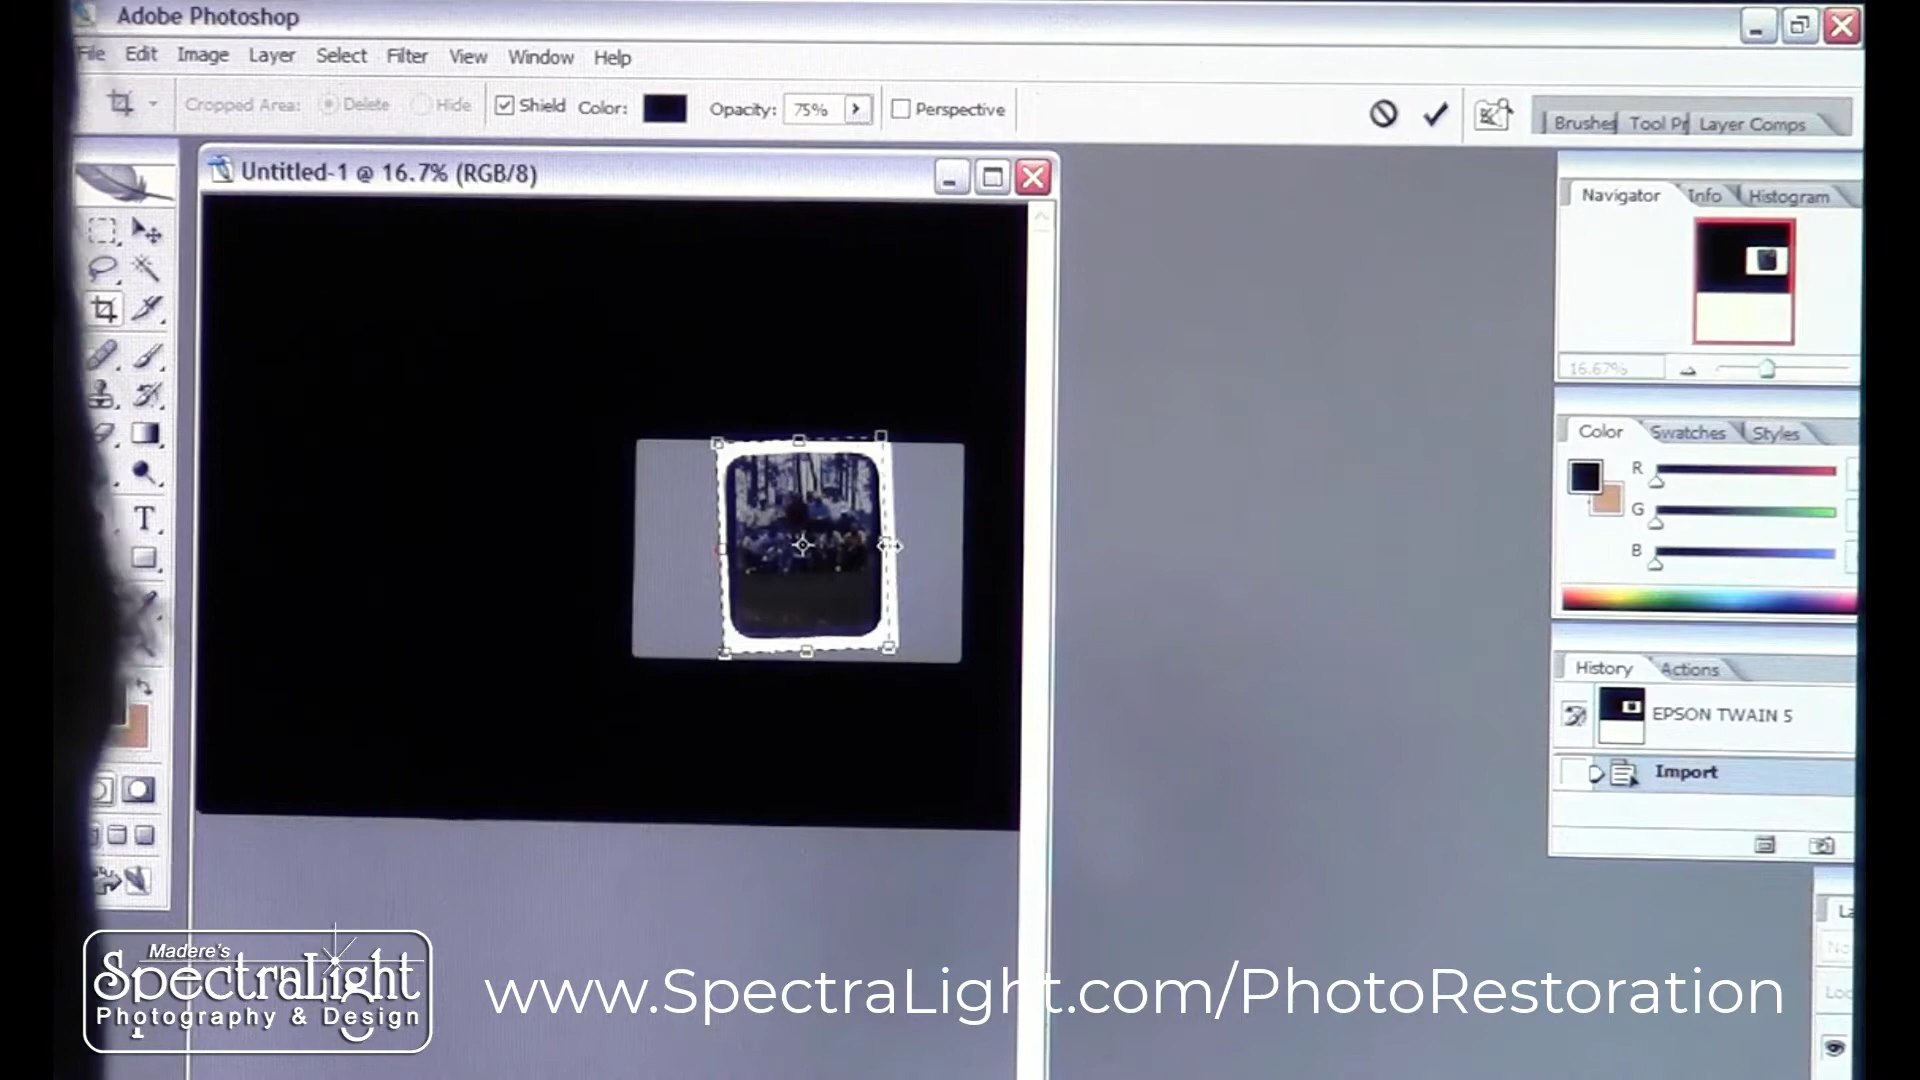 Adobe Photoshop
File Edit Image Layer Select Filter View Window Help
Cropped Area: Delete Hide Shield Color: Opacity: 75% Perspective
Brushes Tool Pr Layer Comps
Untitled-1 @ 16.7% (RGB/8)
Navigator Info Histogram
16.67%
Color Swatches Styles
R
G
B
T
History Actions
EPSON TWAIN 5
Import
Madere's
SpectraLight
Photography & Design
www.SpectraLight.com/PhotoRestoration